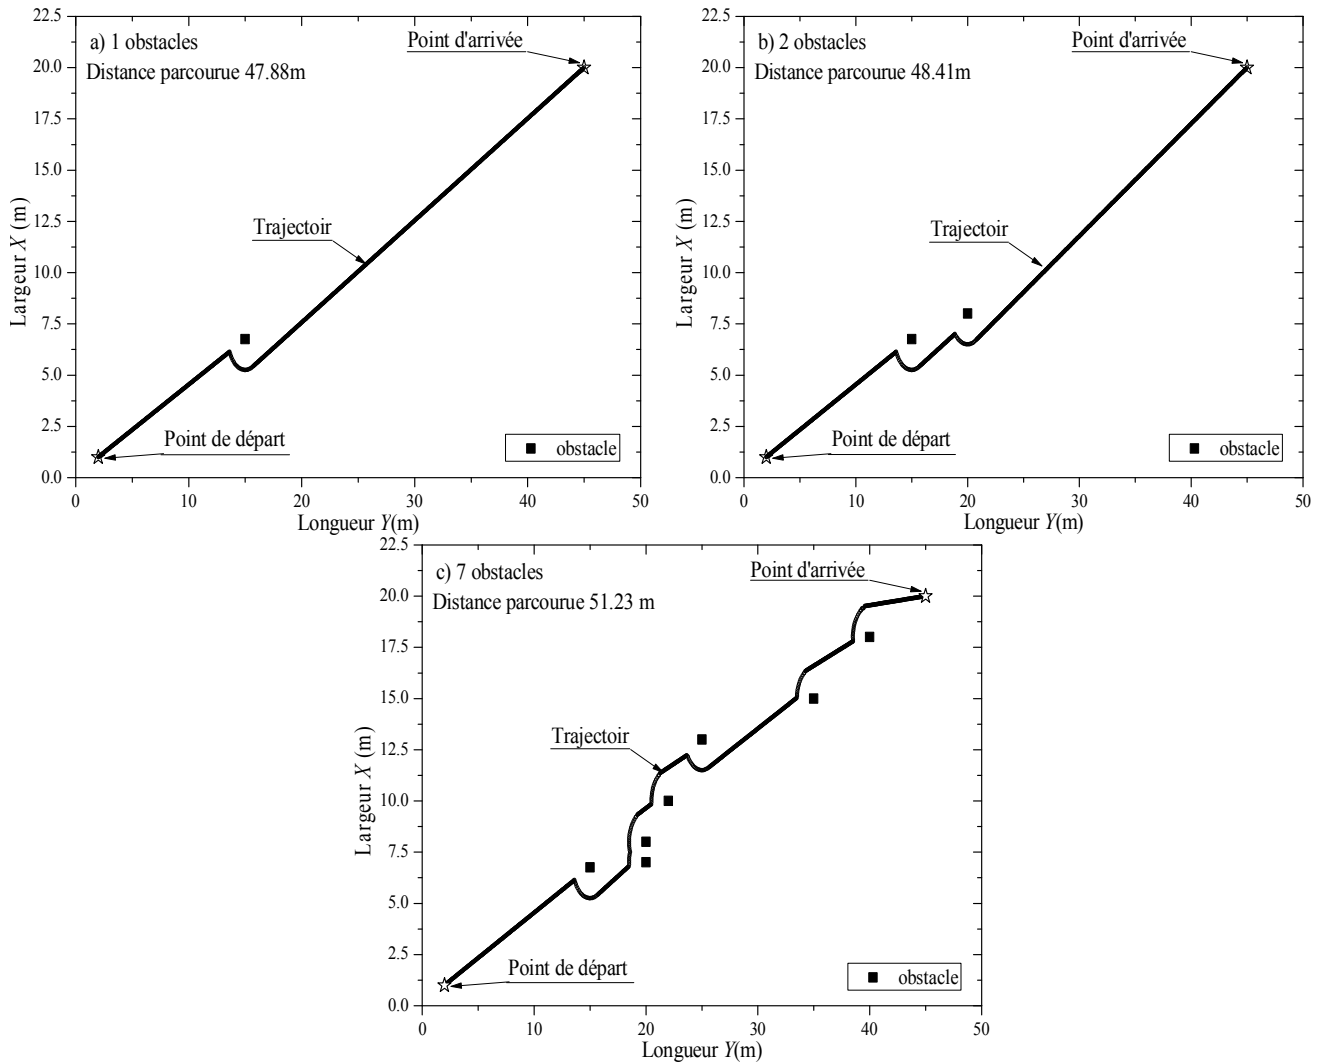 a) 1 obstacles
Distance parcourue 47.88m
Point d'arrivée
Trajectoir
Point de départ
obstacle
22.5
20.0
17.5
15.0
12.5
10.0
7.5
5.0
2.5
0.0
Largeur X (m)
0 10 20 30 40 50
Longueur Y(m)
b) 2 obstacles
Distance parcourue 48.41m
Point d'arrivée
Trajectoir
Point de départ
obstacle
22.5
20.0
17.5
15.0
12.5
10.0
7.5
5.0
2.5
0.0
Largeur X (m)
0 10 20 30 40 50
Longueur Y(m)
c) 7 obstacles
Distance parcourue 51.23 m
Point d'arrivée
Trajectoir
Point de départ
obstacle
22.5
20.0
17.5
15.0
12.5
10.0
7.5
5.0
2.5
0.0
Largeur X (m)
0 10 20 30 40 50
Longueur Y(m)